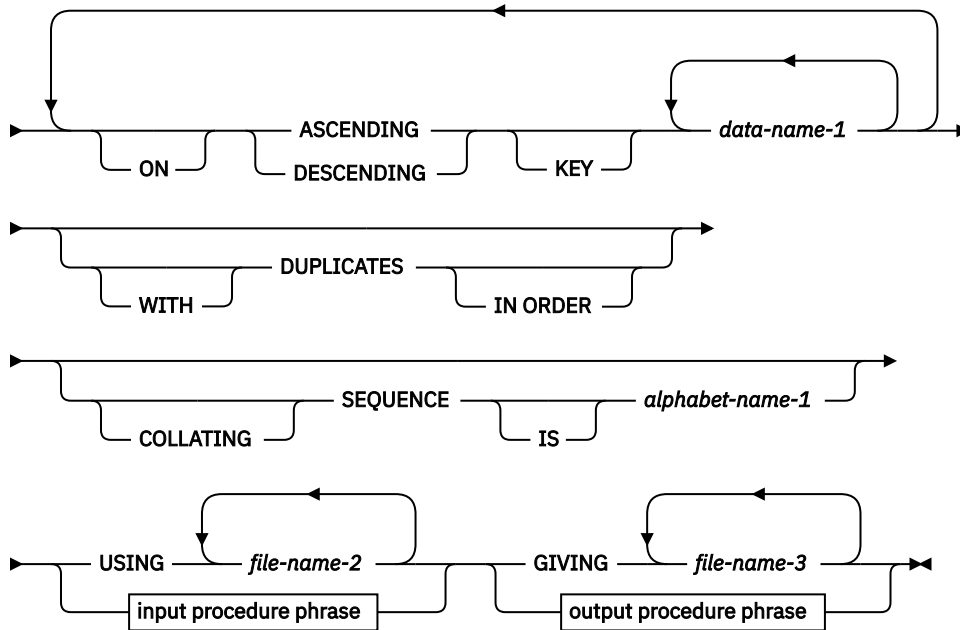 ASCENDING data-name-1
ON DESCENDING KEY
DUPLICATES
WITH IN ORDER
SEQUENCE alphabet-name-1
COLLATING IS
USING file-name-2 GIVING file-name-3
input procedure phrase output procedure phrase